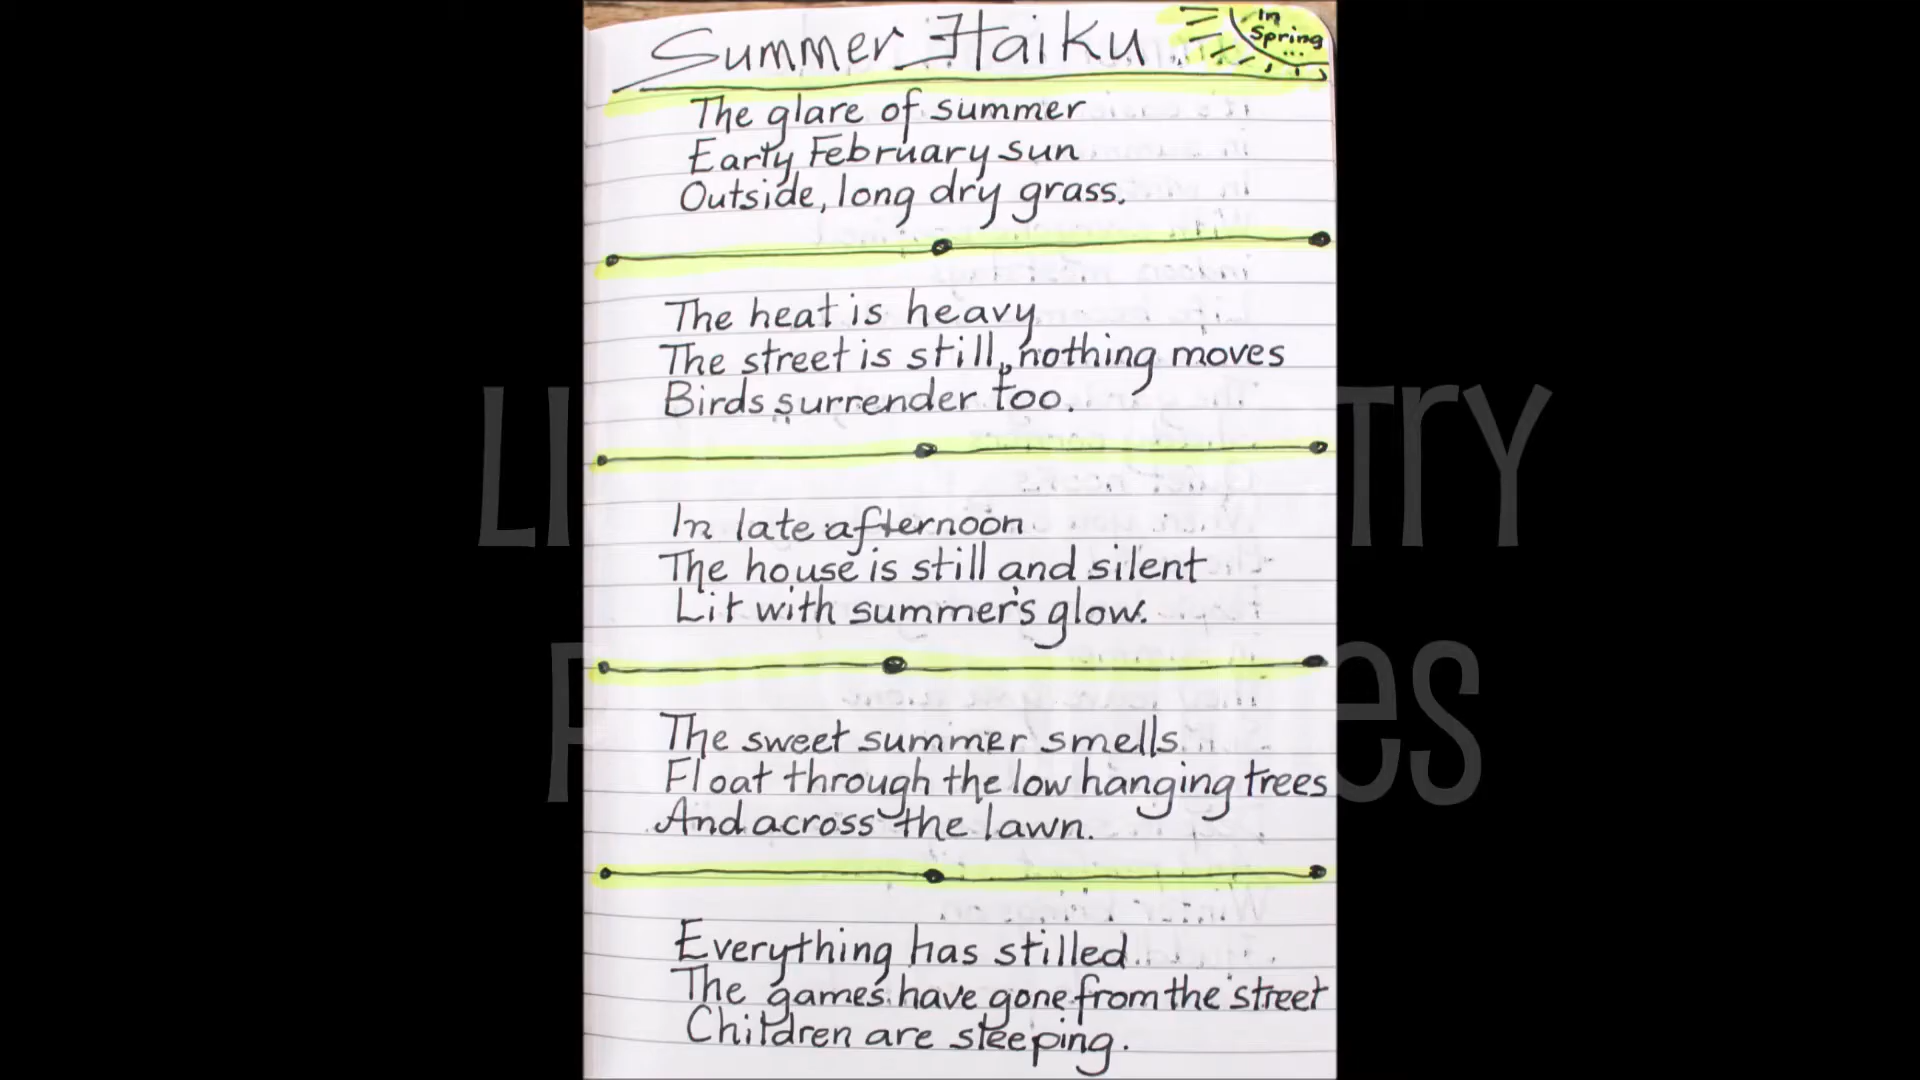 Summer Haiku
In
Spring
...
The glare of summer
Early February sun
Outside, long dry grass.
The heat is heavy
The street is still, nothing moves
Birds surrender too.
In late afternoon
The house is still and silent
Lit with summer's glow.
The sweet summer smells
Float through the low hanging trees
And across the lawn.
Everything has stilled
The games have gone from the street
Children are sleeping.